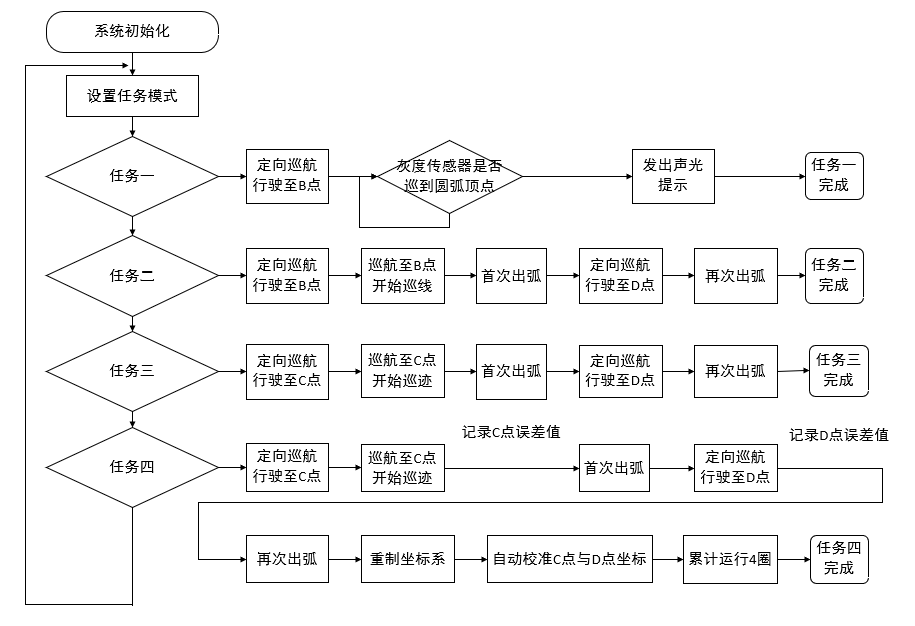 系统初始化
设置任务模式
任务一
定向巡航
行驶至B点
灰度传感器是否
巡到圆弧顶点
发出声光
提示
任务一
完成
任务二
定向巡航
行驶至B点
巡航至B点
开始巡线
首次出弧
定向巡航
行驶至D点
再次出弧
任务二
完成
任务三
定向巡航
行驶至C点
巡航至C点
开始巡迹
首次出弧
定向巡航
行驶至D点
再次出弧
任务三
完成
任务四
定向巡航
行驶至C点
巡航至C点
开始巡迹
记录C点误差值
首次出弧
定向巡航
行驶至D点
记录D点误差值
再次出弧
重制坐标系
自动校准C点与D点坐标
累计运行4圈
任务四
完成